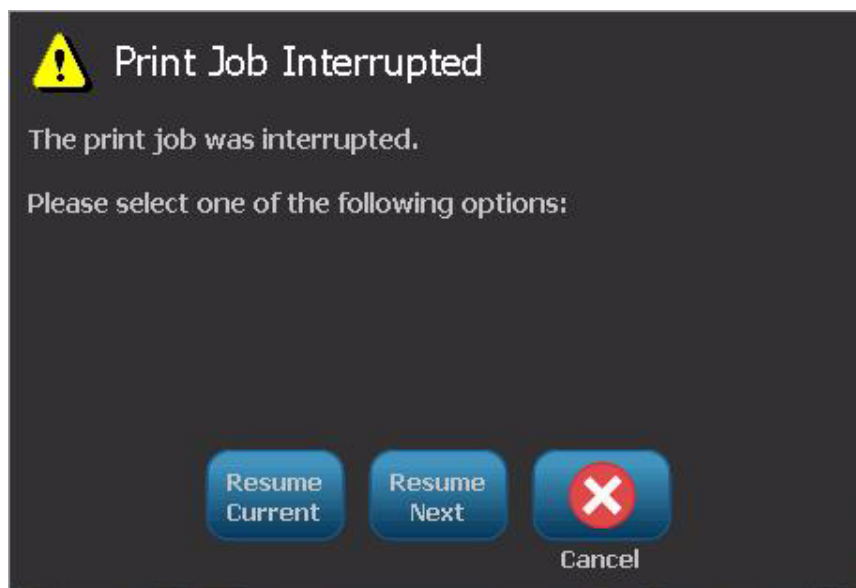 Print Job Interrupted
The print job was interrupted.
Please select one of the following options:
Resume
Current
Resume
Next
Cancel